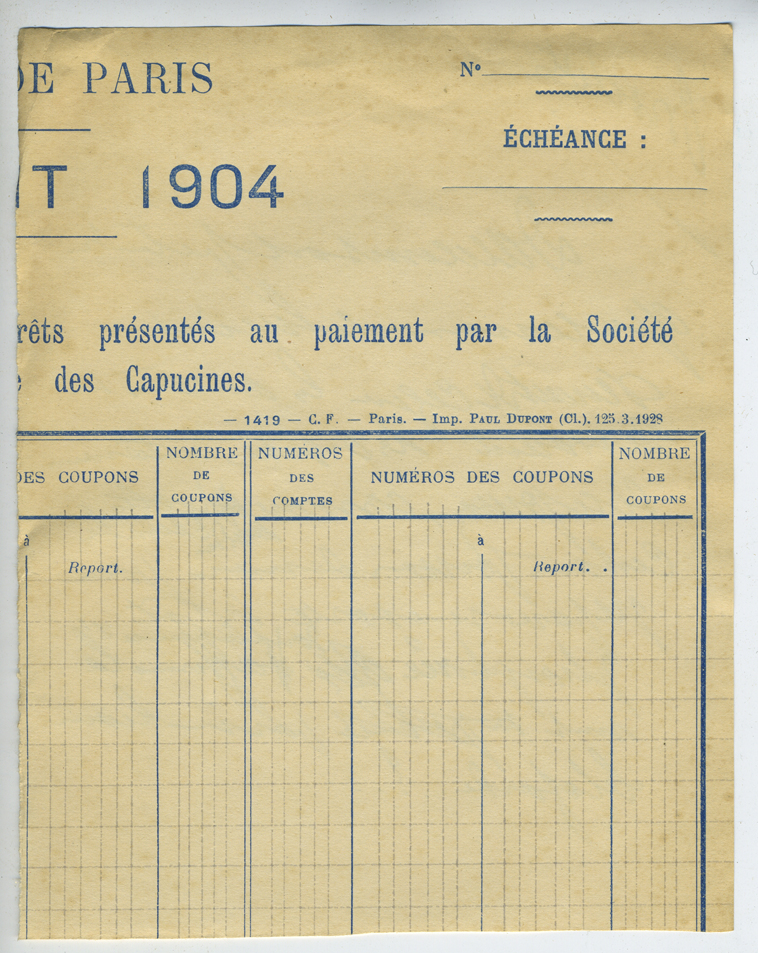 DE PARIS
N°
ÉCHÉANCE :
IT 1904
rêts présentés au paiement par la Société
e des Capucines.
— 1419 — C. F. — Paris. — Imp. PAUL DUPONT (Cl.). 125.3.1928
DES COUPONS
NOMBRE
DE
COUPONS
NUMÉROS
DES
COMPTES
NUMÉROS DES COUPONS
NOMBRE
DE
COUPONS
à
Report.
à
Report. .